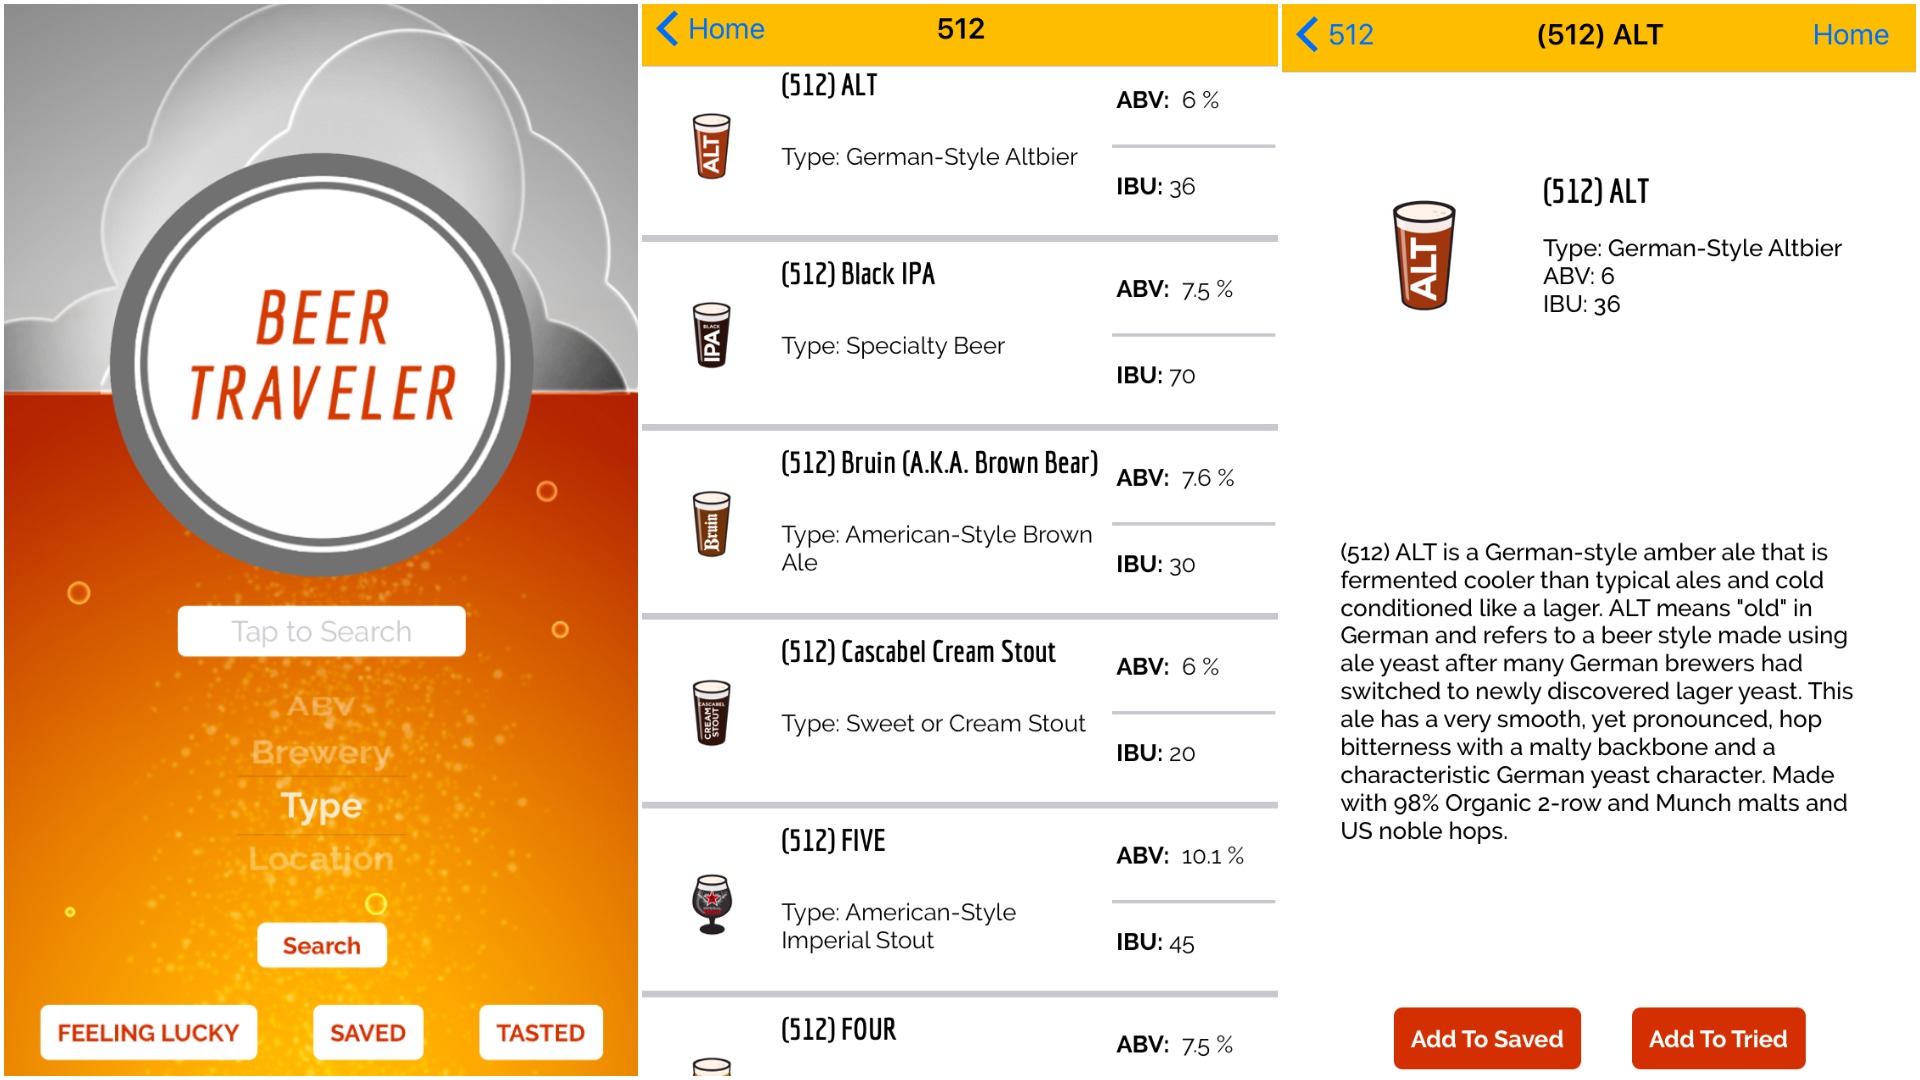 BEER
TRAVELER
Tap to Search
ABV
Brewery
Type
Location
Search
FEELING LUCKY
SAVED
TASTED
Home
512
(512) ALT
ALT
Type: German-Style Altbier
ABV: 6 %
IBU: 36
(512) Black IPA
BLACK
IPA
Type: Specialty Beer
ABV: 7.5 %
IBU: 70
(512) Bruin (A.K.A. Brown Bear)
Bruin
Type: American-Style Brown
Ale
ABV: 7.6 %
IBU: 30
(512) Cascabel Cream Stout
CASCABEL
CREAM
STOUT
Type: Sweet or Cream Stout
ABV: 6 %
IBU: 20
(512) FIVE
Type: American-Style
Imperial Stout
ABV: 10.1 %
IBU: 45
(512) FOUR
ABV: 7.5 %
512
(512) ALT
Home
ALT
(512) ALT
Type: German-Style Altbier
ABV: 6
IBU: 36
(512) ALT is a German-style amber ale that is
fermented cooler than typical ales and cold
conditioned like a lager. ALT means "old" in
German and refers to a beer style made using
ale yeast after many German brewers had
switched to newly discovered lager yeast. This
ale has a very smooth, yet pronounced, hop
bitterness with a malty backbone and a
characteristic German yeast character. Made
with 98% Organic 2-row and Munch malts and
US noble hops.
Add To Saved
Add To Tried